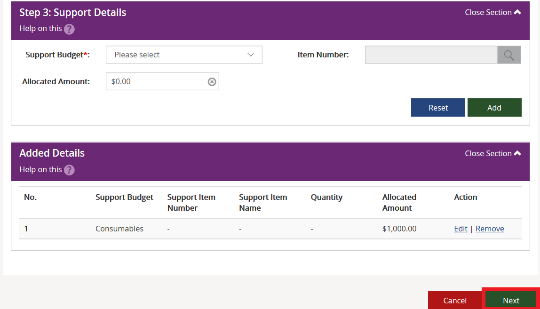 Step 3: Support Details
Close Section
Help on this ?
Support Budget*: Please select Item Number:
Allocated Amount: $0.00
Reset Add
Added Details
Close Section
Help on this ?
No. Support Budget Support Item Number Support Item Name Quantity Allocated Amount Action
1 Consumables - - - $1,000.00 Edit | Remove
Cancel Next